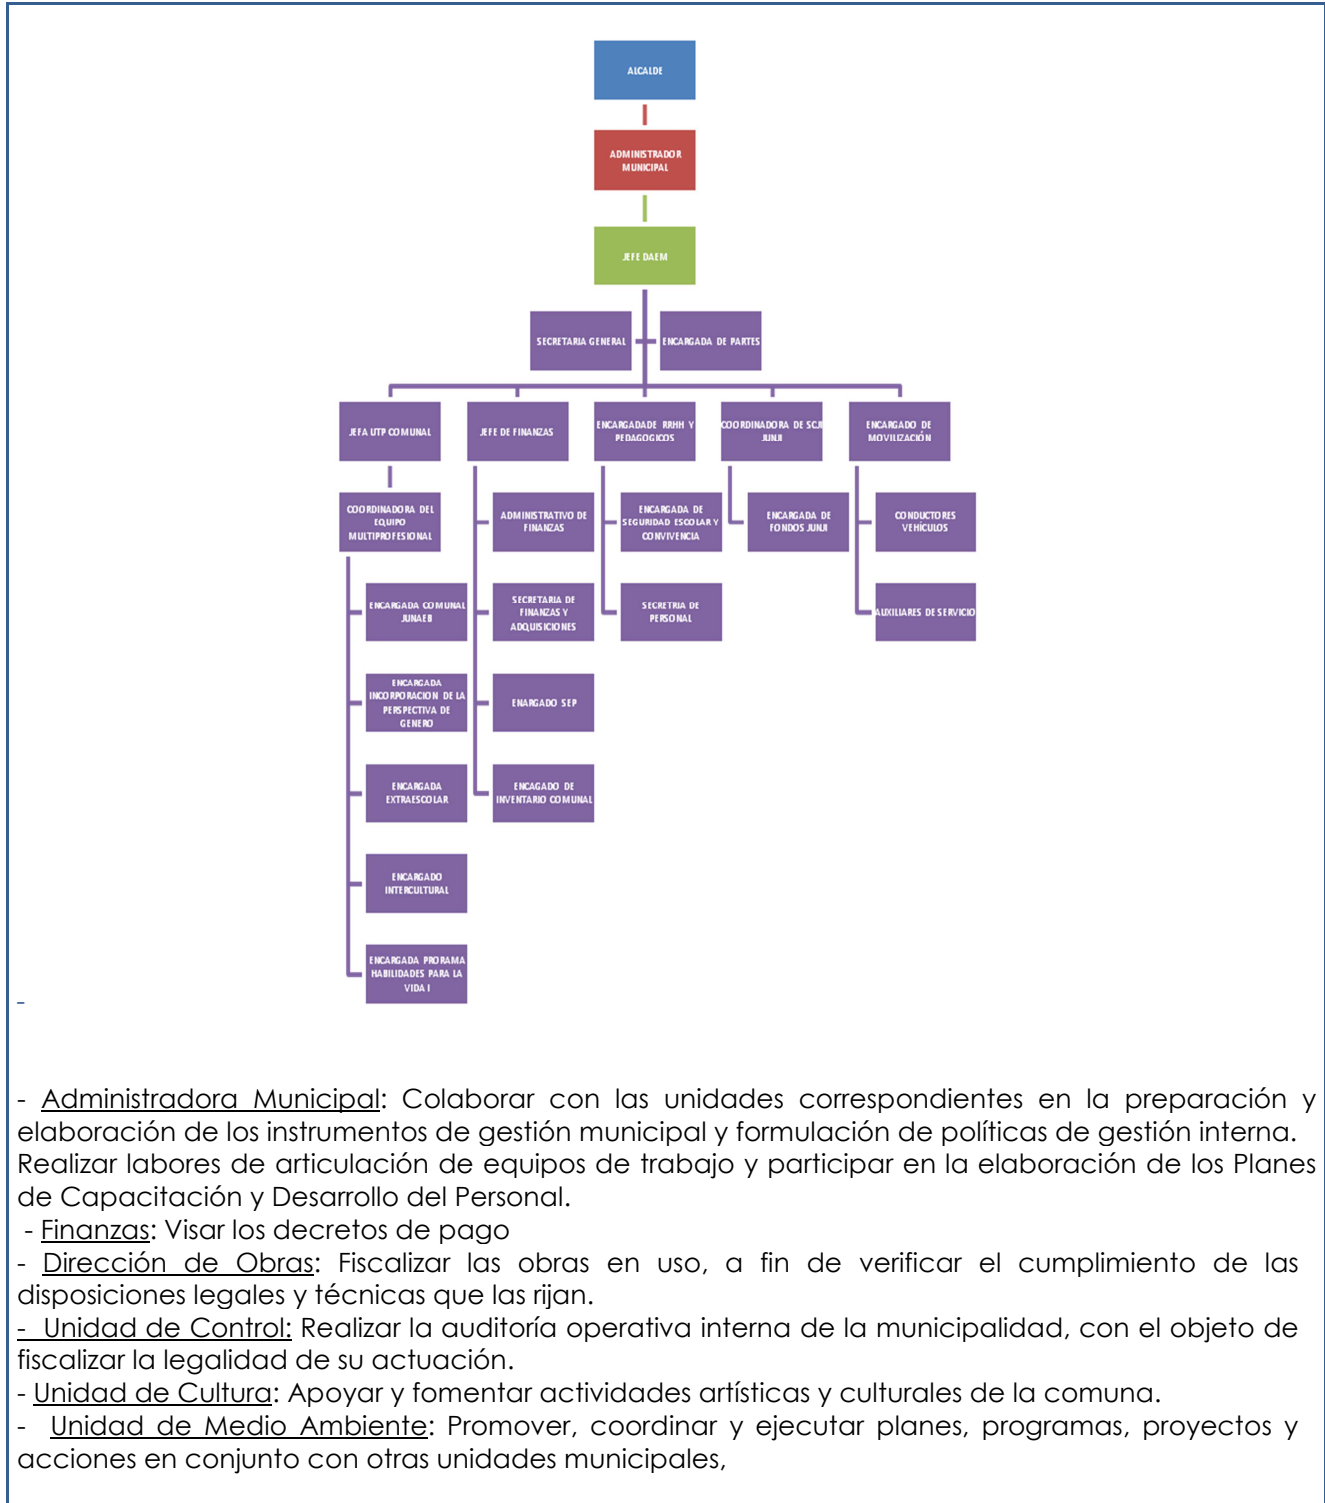 ALCALDE
ADMINISTRADOR
MUNICIPAL
JEFE DAEM
SECRETARIA GENERAL
ENCARGADA DE PARTES
JEFA UTP COMUNAL
JEFE DE FINANZAS
ENCARGADADE RRHH Y
PEDAGOGICOS
COORDINADORA DE SCJI
JUNJI
ENCARGADO DE
MOVILIZACIÓN
COORDINADORA DEL
EQUIPO
MULTIPROFESIONAL
ADMINISTRATIVO DE
FINANZAS
ENCARGADA DE
SEGURIDAD ESCOLAR Y
CONVIVENCIA
ENCARGADA DE
FONDOS JUNJI
CONDUCTORES
VEHÍCULOS
ENCARGADA COMUNAL
JUNAEB
SECRETARIA DE
FINANZAS Y
ADQUISICIONES
SECRETRIA DE
PERSONAL
AUXILIARES DE SERVICIO
ENCARGADA
INCORPORACION DE LA
PERSPECTIVA DE
GENERO
ENARGADO SEP
ENCARGADA
EXTRAESCOLAR
ENCAGADO DE
INVENTARIO COMUNAL
ENCARGADO
INTERCULTURAL
ENCARGADA PRORAMA
HABILIDADES PARA LA
VIDA I
- Administradora Municipal: Colaborar con las unidades correspondientes en la preparación y
elaboración de los instrumentos de gestión municipal y formulación de políticas de gestión interna.
Realizar labores de articulación de equipos de trabajo y participar en la elaboración de los Planes
de Capacitación y Desarrollo del Personal.
- Finanzas: Visar los decretos de pago
- Dirección de Obras: Fiscalizar las obras en uso, a fin de verificar el cumplimiento de las
disposiciones legales y técnicas que las rijan.
- Unidad de Control: Realizar la auditoría operativa interna de la municipalidad, con el objeto de
fiscalizar la legalidad de su actuación.
- Unidad de Cultura: Apoyar y fomentar actividades artísticas y culturales de la comuna.
- Unidad de Medio Ambiente: Promover, coordinar y ejecutar planes, programas, proyectos y
acciones en conjunto con otras unidades municipales,